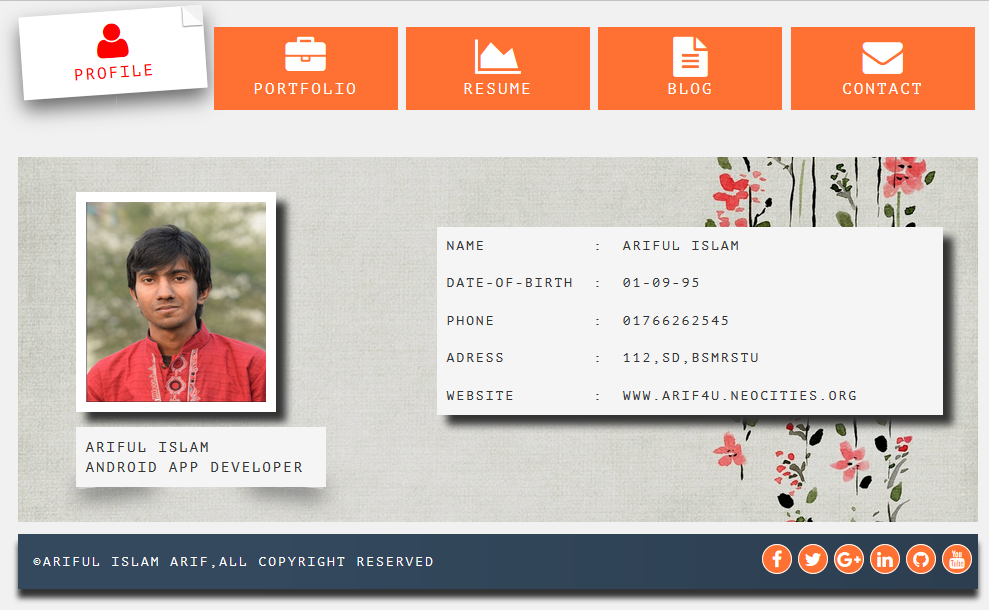 PROFILE
PORTFOLIO
RESUME
BLOG
CONTACT
NAME : ARIFUL ISLAM
DATE-OF-BIRTH : 01-09-95
PHONE : 01766262545
ADRESS : 112,SD,BSMRSTU
WEBSITE : WWW.ARIF4U.NEOCITIES.ORG
ARIFUL ISLAM
ANDROID APP DEVELOPER
©ARIFUL ISLAM ARIF,ALL COPYRIGHT RESERVED
f G+ in You Tube